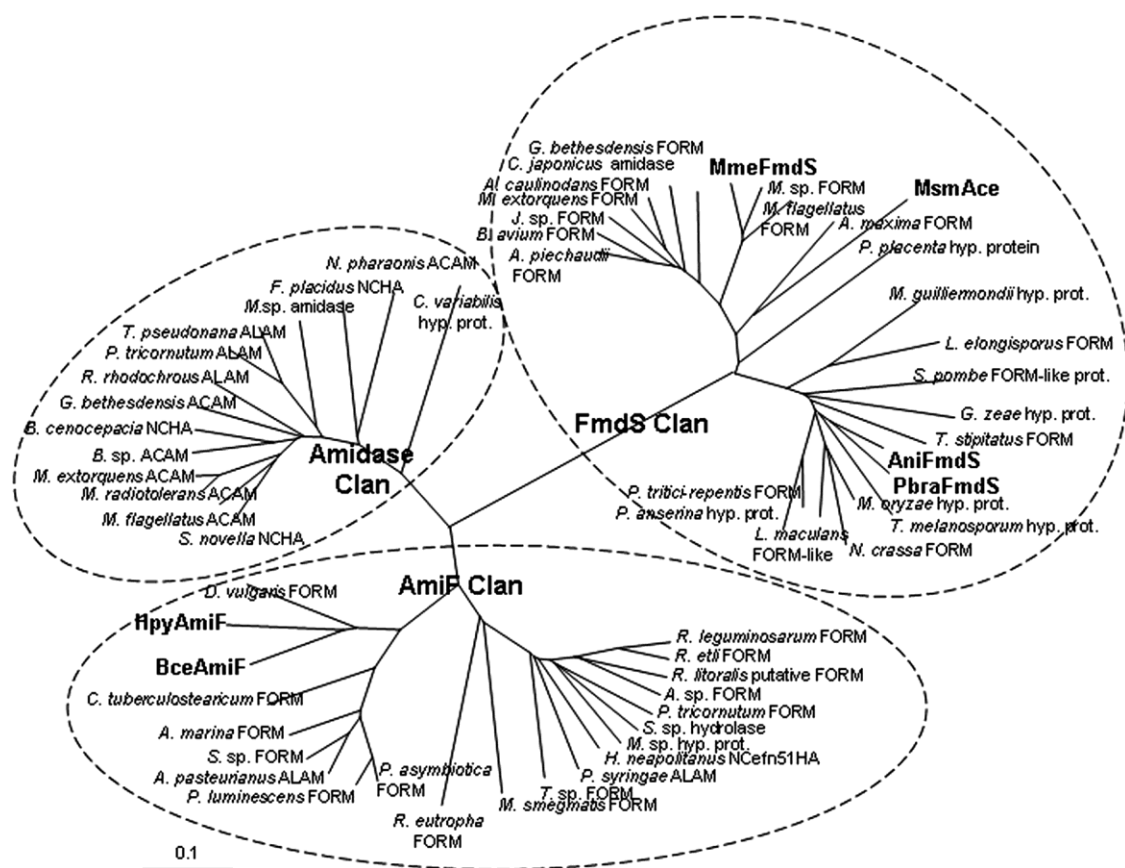 G. bethesdensis FORM
C. japonicus amidase
A. caulinodans FORM
M. extorquens FORM
J. sp. FORM
B. avium FORM
A. piechaudii
FORM
MmeFmdS
M. sp. FORM
M. flagellatus
FORM
MsmAce
A. maxima FORM
P. placenta hyp. protein
M. guilliermondii hyp. prot.
L. elongisporus FORM
S. pombe FORM-like prot.
G. zeae hyp. prot.
T. stipitatus FORM
AniFmdS
PbraFmdS
M. oryzae hyp. prot.
T. melanosporum hyp. prot.
N. crassa FORM
L. maculans
FORM-like
P. anserina hyp. prot.
P. tritici-repentis FORM
FmdS Clan
N. pharaonis ACAM
F. placidus NCHA
M.sp. amidase
C. variabilis
hyp. prot.
T. pseudonana ALAM
P. tricornutum ALAM
R. rhodochrous ALAM
G. bethesdensis ACAM
B. cenocepacia NCHA
B. sp. ACAM
M. extorquens ACAM
M. radiotolerans ACAM
M. flagellatus ACAM
S. novella NCHA
Amidase
Clan
AmiF Clan
D. vulgaris FORM
HpyAmiF
BceAmiF
C. tuberculostearicum FORM
A. marina FORM
S. sp. FORM
A. pasteurianus ALAM
P. luminescens FORM
P. asymbiotica
FORM
R. eutropha
FORM
M. smegmatis FORM
T. sp. FORM
P. syringae ALAM
H. neapolitanus NCefn51HA
M. sp. hyp. prot.
S. sp. hydrolase
P. tricornutum FORM
A. sp. FORM
R. litoralis putative FORM
R. etli FORM
R. leguminosarum FORM
0.1